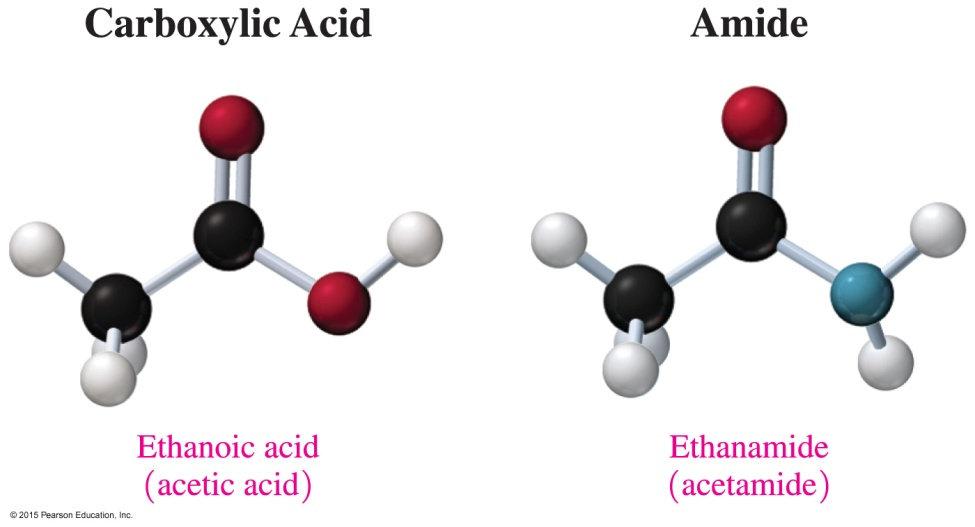 Carboxylic Acid
Amide
Ethanoic acid
(acetic acid)
Ethanamide
(acetamide)
© 2015 Pearson Education, Inc.